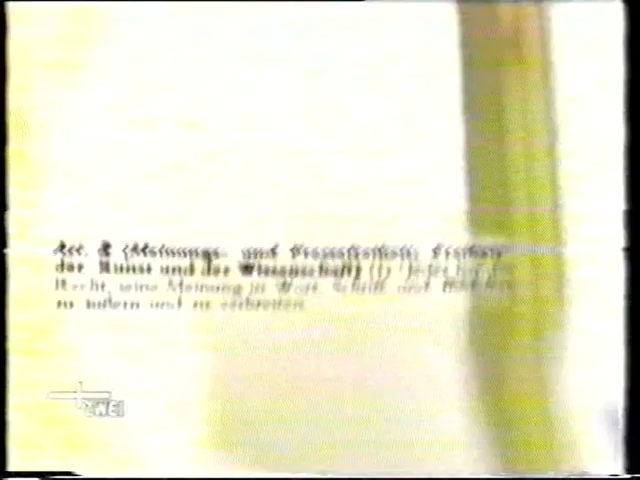 Art. 5 (Meinungs- und Pressefreiheit; Freiheit
der Kunst und der Wissenschaft) (1) Jeder hat das
Recht, seine Meinung in Wort, Schrift und Bild frei
zu äußern und zu verbreiten
ZWEI